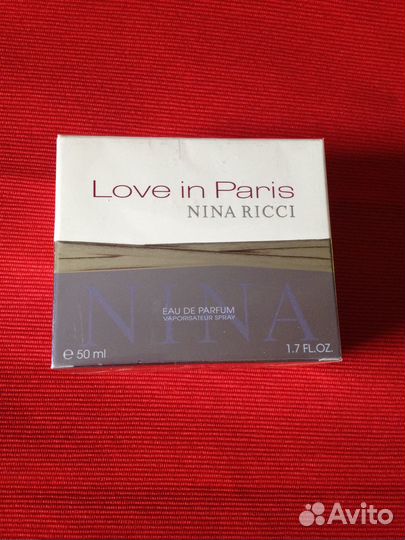 Love in Paris
NINA RICCI
NINA
EAU DE PARFUM
VAPORISATEUR SPRAY
℮ 50 ml
1.7 FL.OZ.
Avito